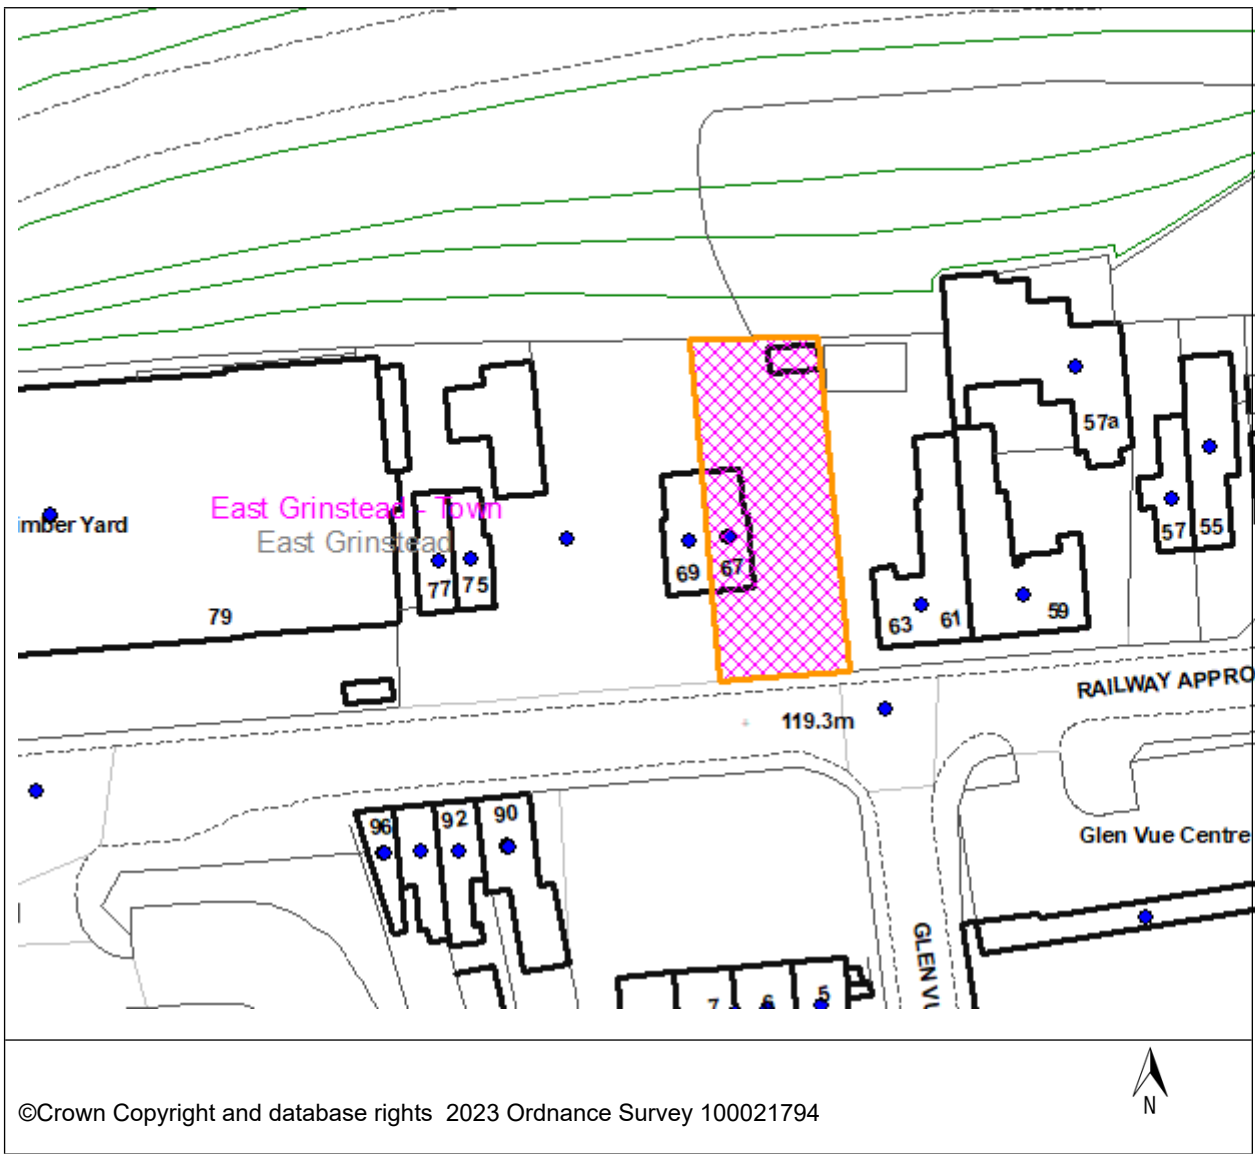 57a
East Grinstead - Town
imber Yard
East Grinstead
57 55
69 67
77 75
79
63 61 59
RAILWAY APPRO
119.3m
96 92 90
Glen Vue Centre
GLEN VU
7 6 5
©Crown Copyright and database rights 2023 Ordnance Survey 100021794
N